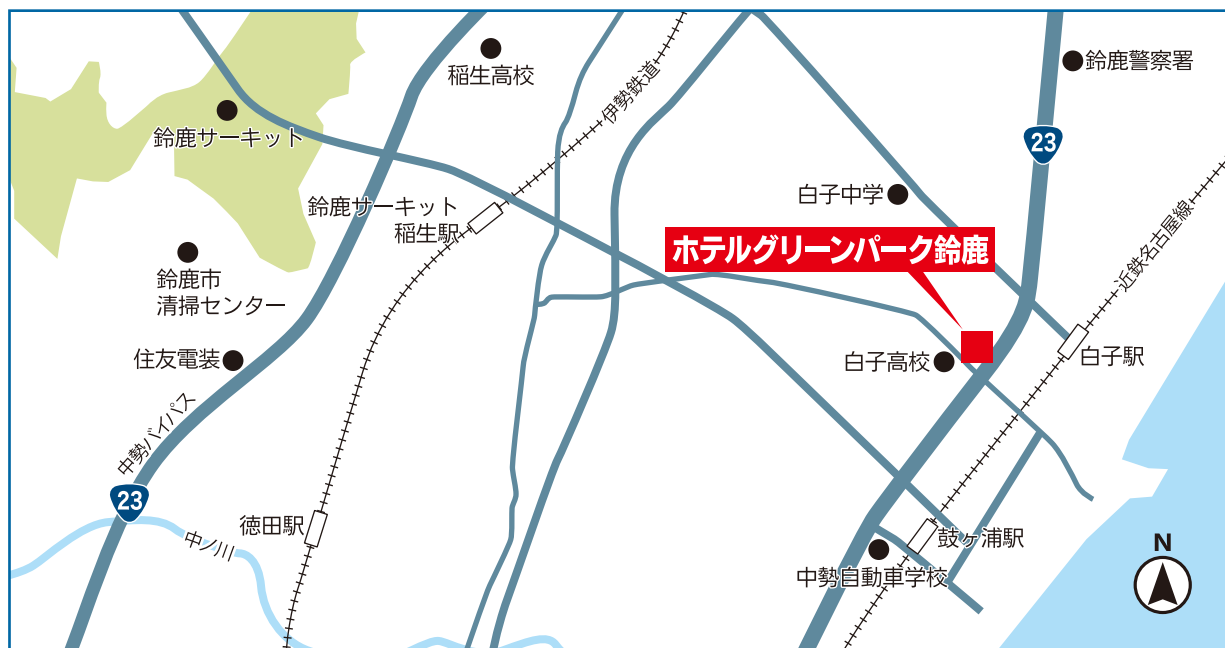 稲生高校
鈴鹿警察署
伊勢鉄道
鈴鹿サーキット
23
白子中学
鈴鹿サーキット
稲生駅
近鉄名古屋線
ホテルグリーンパーク鈴鹿
鈴鹿市
清掃センター
住友電装
白子高校
白子駅
中勢バイパス
23
徳田駅
中ノ川
鼓ヶ浦駅
中勢自動車学校
N